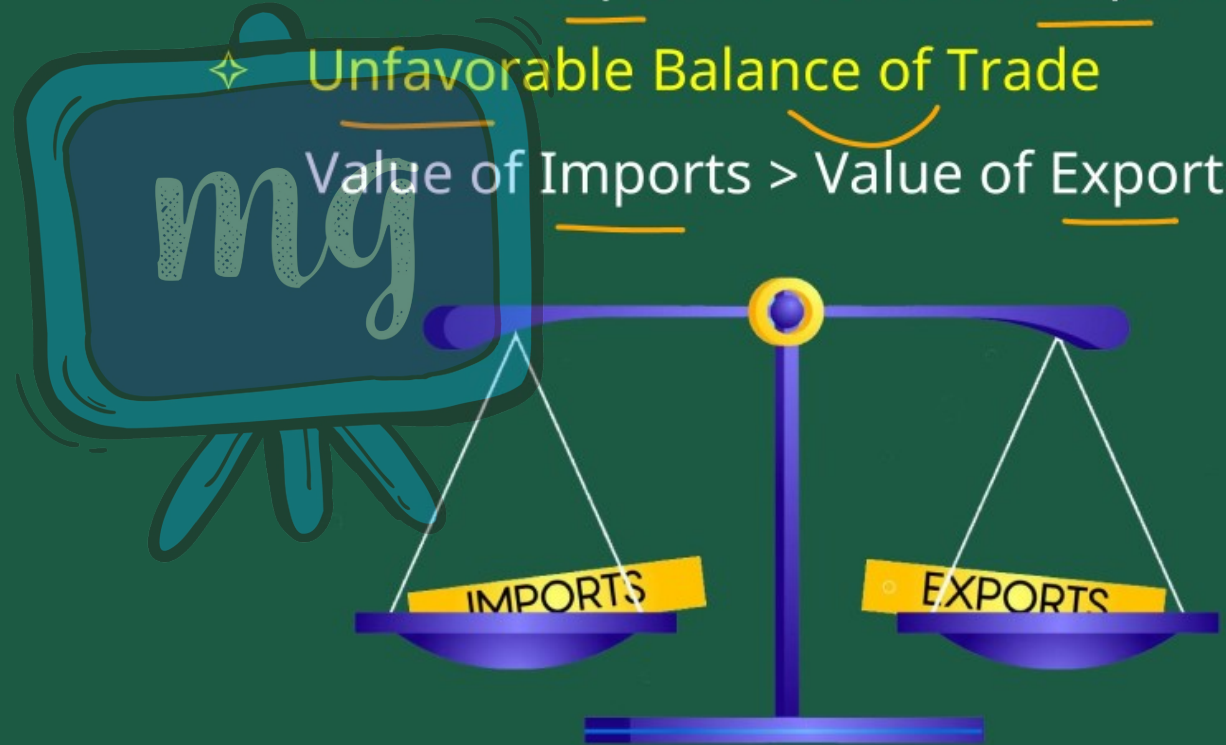 Unfavorable Balance of Trade
Value of Imports > Value of Export
mg
IMPORTS
EXPORTS